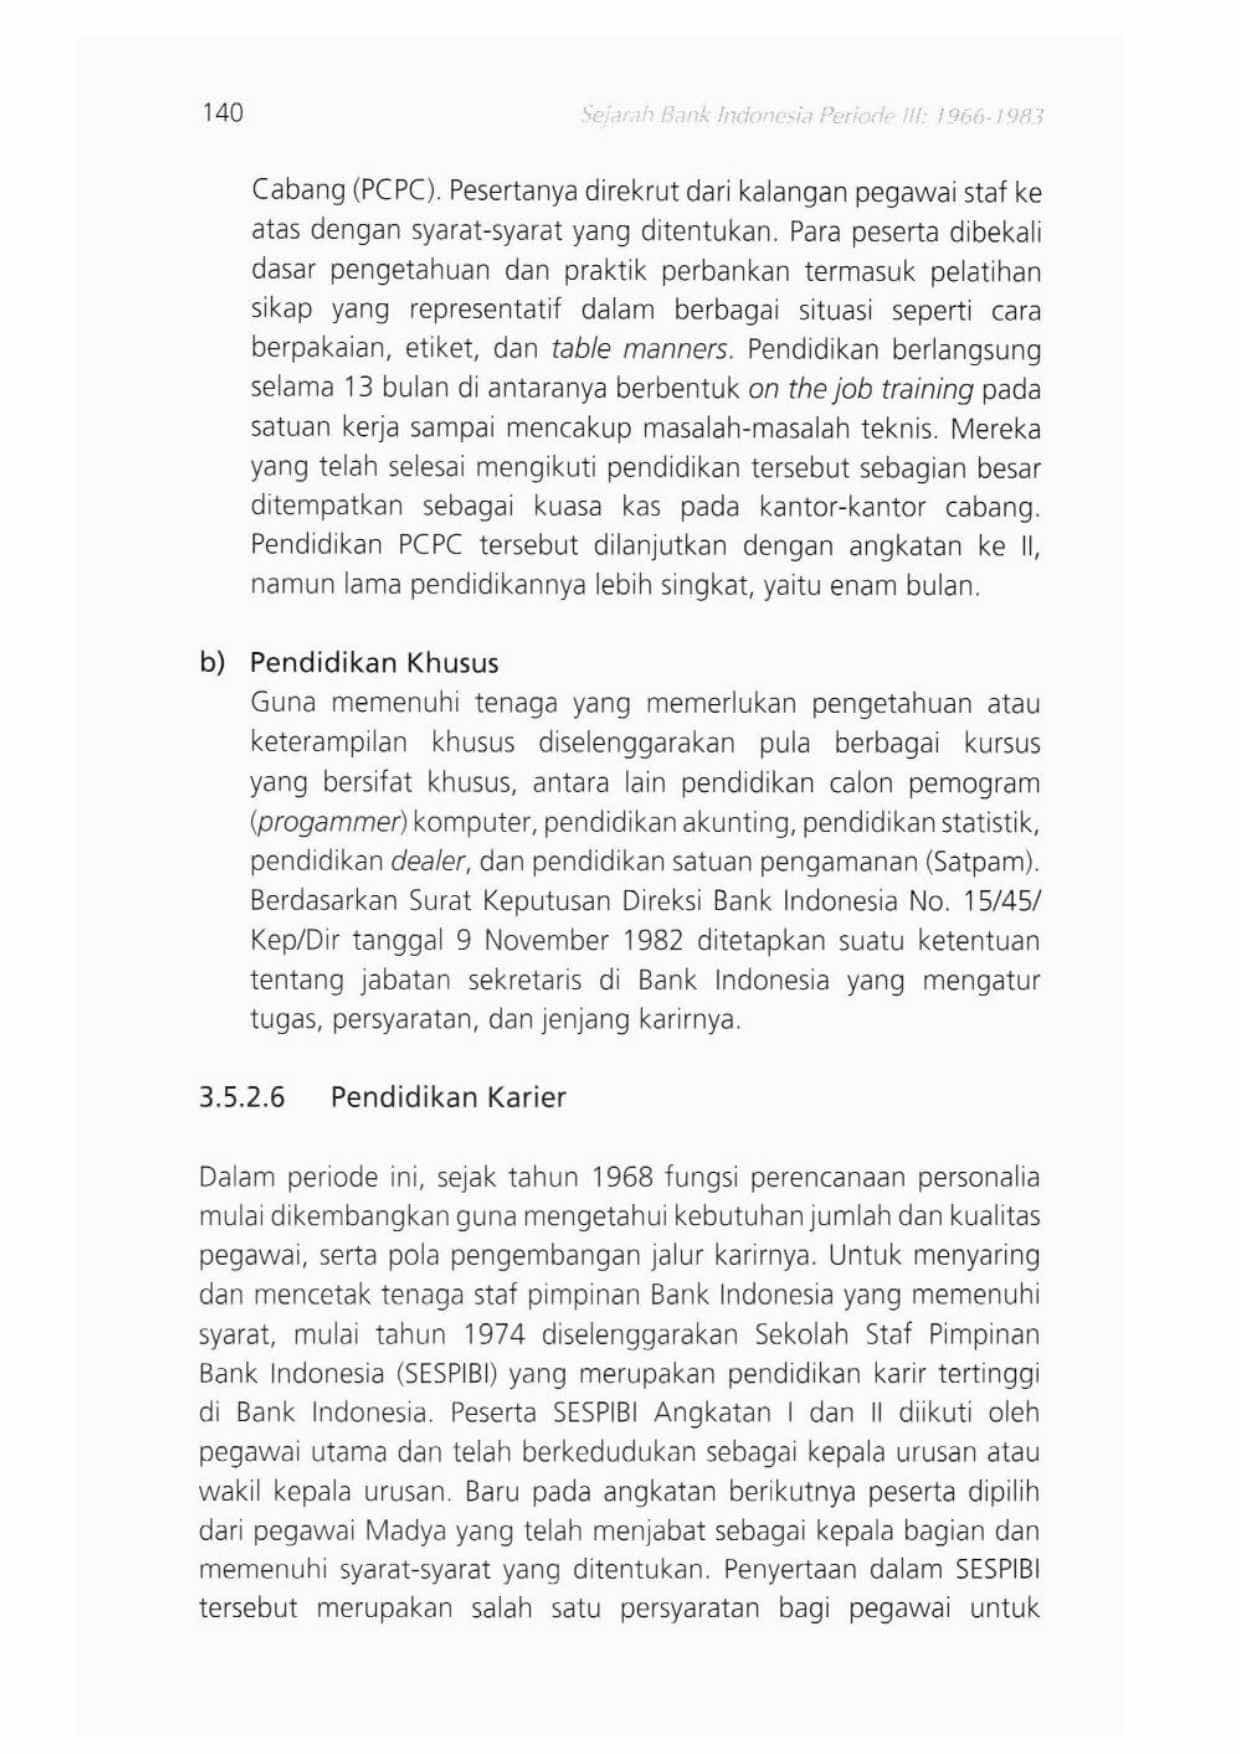 140
Sejarah Bank Indonesia Periode III: 1966-1983
Cabang (PCPC). Pesertanya direkrut dari kalangan pegawai staf ke
atas dengan syarat-syarat yang ditentukan. Para peserta dibekali
dasar pengetahuan dan praktik perbankan termasuk pelatihan
sikap yang representatif dalam berbagai situasi seperti cara
berpakaian, etiket, dan table manners. Pendidikan berlangsung
selama 13 bulan di antaranya berbentuk on the job training pada
satuan kerja sampai mencakup masalah-masalah teknis. Mereka
yang telah selesai mengikuti pendidikan tersebut sebagian besar
ditempatkan sebagai kuasa kas pada kantor-kantor cabang.
Pendidikan PCPC tersebut dilanjutkan dengan angkatan ke II,
namun lama pendidikannya lebih singkat, yaitu enam bulan.
b) Pendidikan Khusus
Guna memenuhi tenaga yang memerlukan pengetahuan atau
keterampilan khusus diselenggarakan pula berbagai kursus
yang bersifat khusus, antara lain pendidikan calon pemogram
(progammer) komputer, pendidikan akunting, pendidikan statistik,
pendidikan dealer, dan pendidikan satuan pengamanan (Satpam).
Berdasarkan Surat Keputusan Direksi Bank Indonesia No. 15/45/
Kep/Dir tanggal 9 November 1982 ditetapkan suatu ketentuan
tentang jabatan sekretaris di Bank Indonesia yang mengatur
tugas, persyaratan, dan jenjang karirnya.
3.5.2.6 Pendidikan Karier
Dalam periode ini, sejak tahun 1968 fungsi perencanaan personalia
mulai dikembangkan guna mengetahui kebutuhan jumlah dan kualitas
pegawai, serta pola pengembangan jalur karirnya. Untuk menyaring
dan mencetak tenaga staf pimpinan Bank Indonesia yang memenuhi
syarat, mulai tahun 1974 diselenggarakan Sekolah Staf Pimpinan
Bank Indonesia (SESPIBI) yang merupakan pendidikan karir tertinggi
di Bank Indonesia. Peserta SESPIBI Angkatan I dan II diikuti oleh
pegawai utama dan telah berkedudukan sebagai kepala urusan atau
wakil kepala urusan. Baru pada angkatan berikutnya peserta dipilih
dari pegawai Madya yang telah menjabat sebagai kepala bagian dan
memenuhi syarat-syarat yang ditentukan. Penyertaan dalam SESPIBI
tersebut merupakan salah satu persyaratan bagi pegawai untuk